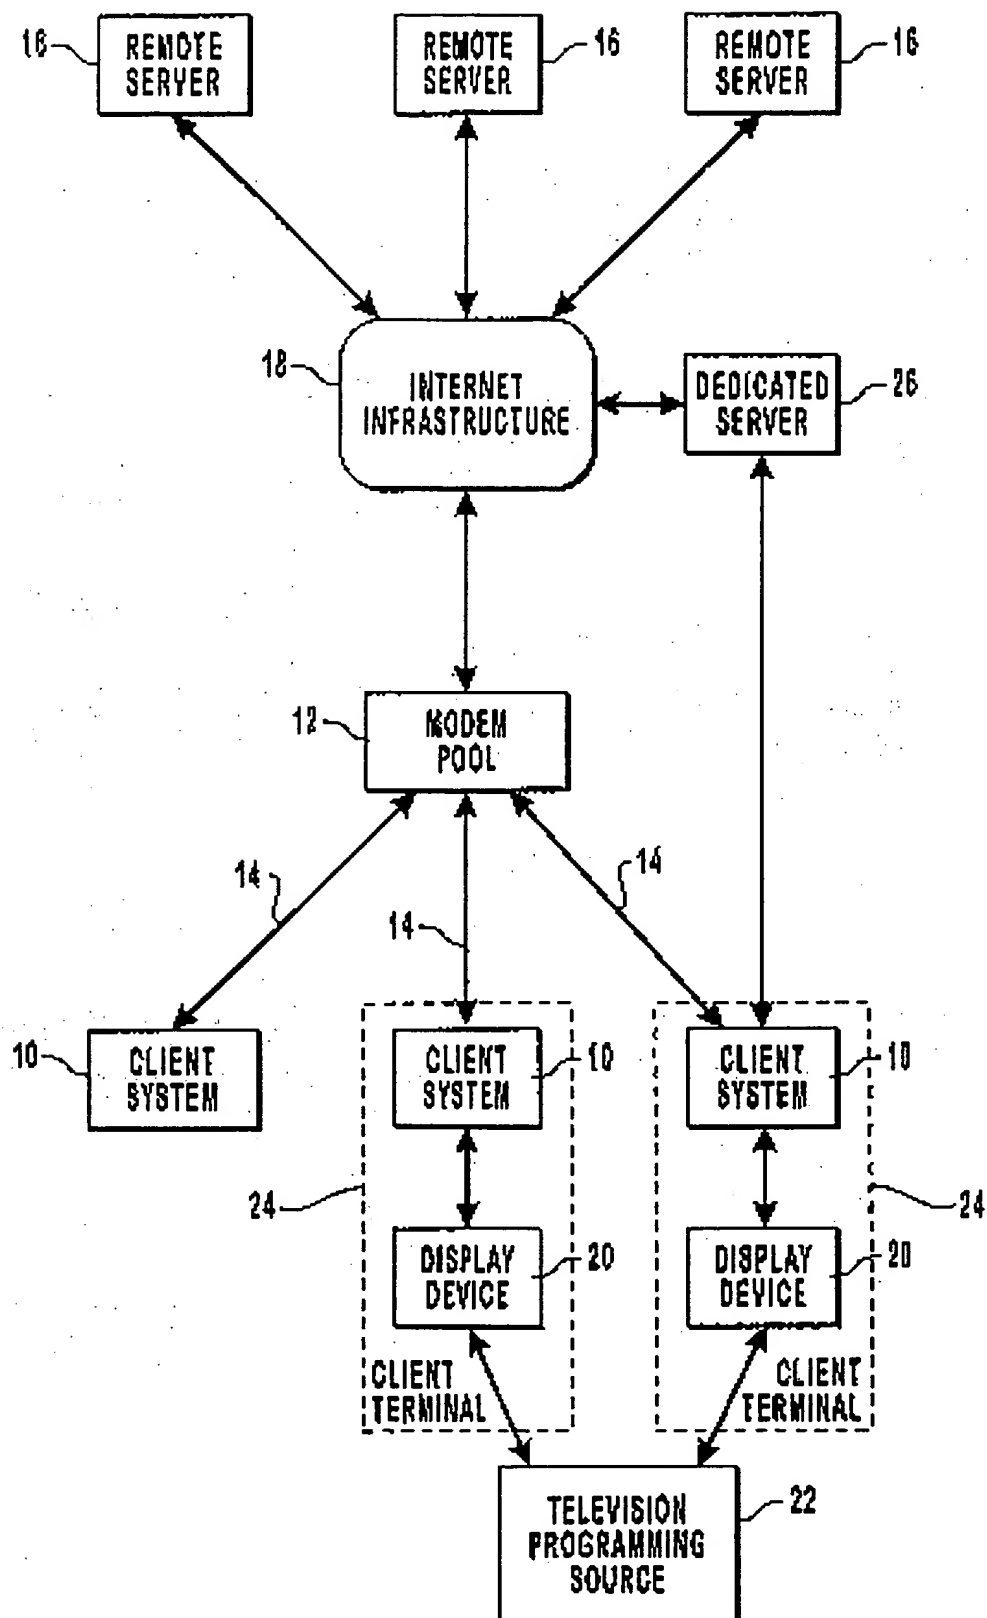 16
REMOTE
SERVER
REMOTE
SERVER
16
REMOTE
SERVER
16
18
INTERNET
INFRASTRUCTURE
DEDICATED
SERVER
26
12
MODEM
POOL
14
14
14
10
CLIENT
SYSTEM
CLIENT
SYSTEM
10
CLIENT
SYSTEM
10
24
24
DISPLAY
DEVICE
20
DISPLAY
DEVICE
20
CLIENT
TERMINAL
CLIENT
TERMINAL
TELEVISION
PROGRAMMING
SOURCE
22